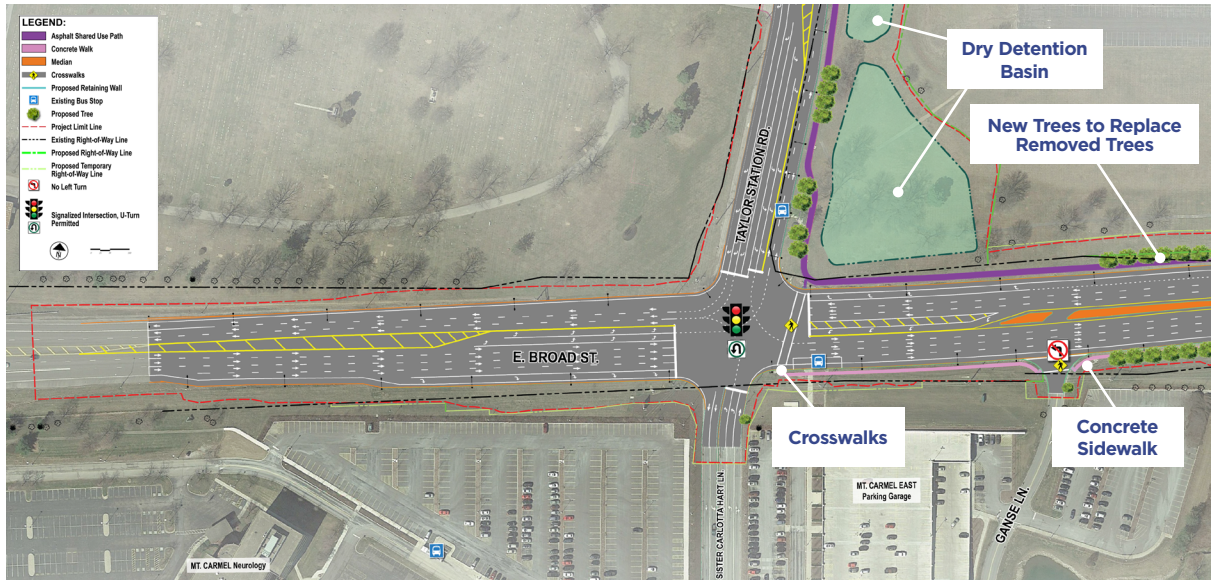 LEGEND:
Asphalt Shared Use Path
Concrete Walk
Median
Crosswalks
Proposed Retaining Wall
Existing Bus Stop
Proposed Tree
Project Limit Line
Existing Right-of-Way Line
Proposed Right-of-Way Line
Proposed Temporary
Right-of-Way Line
No Left Turn
Signalized Intersection, U-Turn
Permitted
N
Dry Detention
Basin
New Trees to Replace
Removed Trees
TAYLOR STATION RD.
E. BROAD ST.
Crosswalks
Concrete
Sidewalk
MT. CARMEL EAST
Parking Garage
GANSE LN.
SISTER CARLOTTA HART LN.
MT. CARMEL Neurology